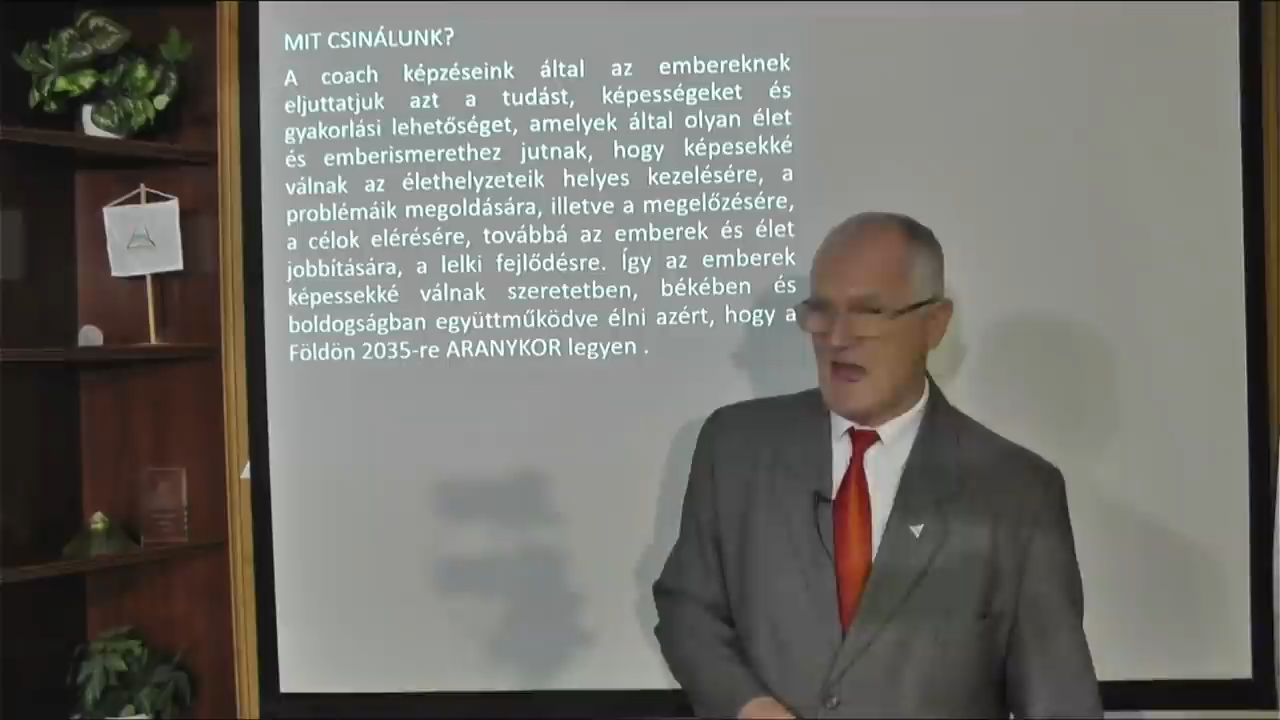 MIT CSINÁLUNK?
A coach képzéseink által az embereknek
eljuttatjuk azt a tudást, képességeket és
gyakorlási lehetőséget, amelyek által olyan élet
és emberismerethez jutnak, hogy képesekké
válnak az élethelyzeteik helyes kezelésére, a
problémáik megoldására, illetve a megelőzésére,
a célok elérésére, továbbá az emberek és élet
jobbítására, a lelki fejlődésre. Így az emberek
képessekké válnak szeretetben, békében és
boldogságban együttműködve élni azért, hogy a
Földön 2035-re ARANYKOR legyen .